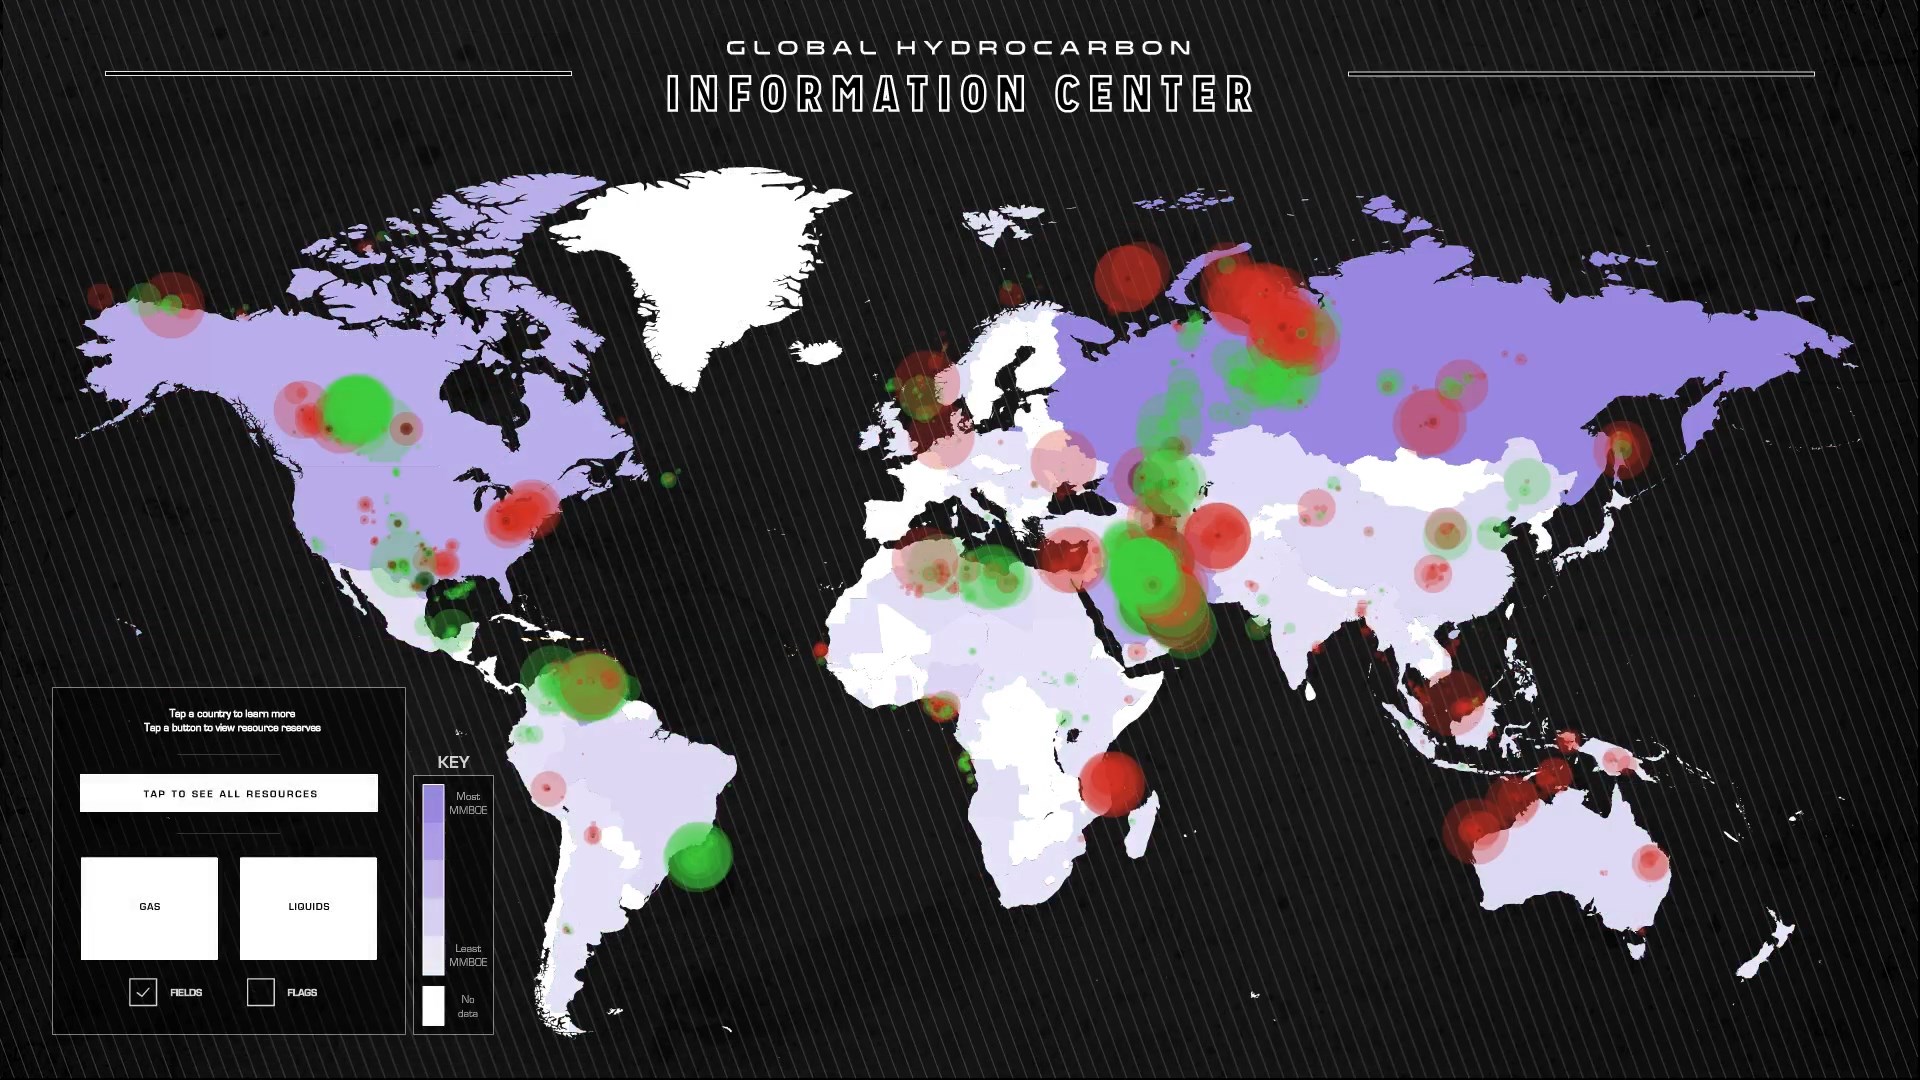 GLOBAL HYDROCARBON
INFORMATION CENTER
Tap a country to learn more
Tap a button to view resource reserves
TAP TO SEE ALL RESOURCES
GAS
LIQUIDS
FIELDS
FLAGS
KEY
Most
MMBOE
Least
MMBOE
No
data